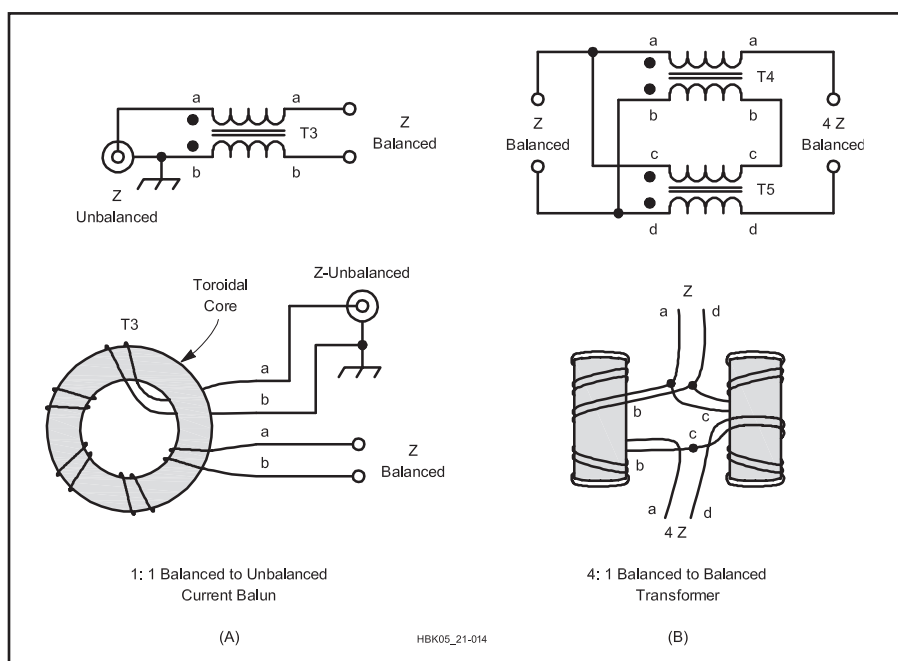 a
a
T3
b
b
Z
Balanced
Z
Unbalanced
a
a
T4
b
b
Z
Balanced
4 Z
Balanced
c
c
T5
d
d
Toroidal
Core
T3
Z-Unbalanced
a
b
a
b
Z
Balanced
Z
a
d
b
c
c
b
a
d
4 Z
1: 1 Balanced to Unbalanced
Current Balun
(A)
HBK05_21-014
4: 1 Balanced to Balanced
Transformer
(B)